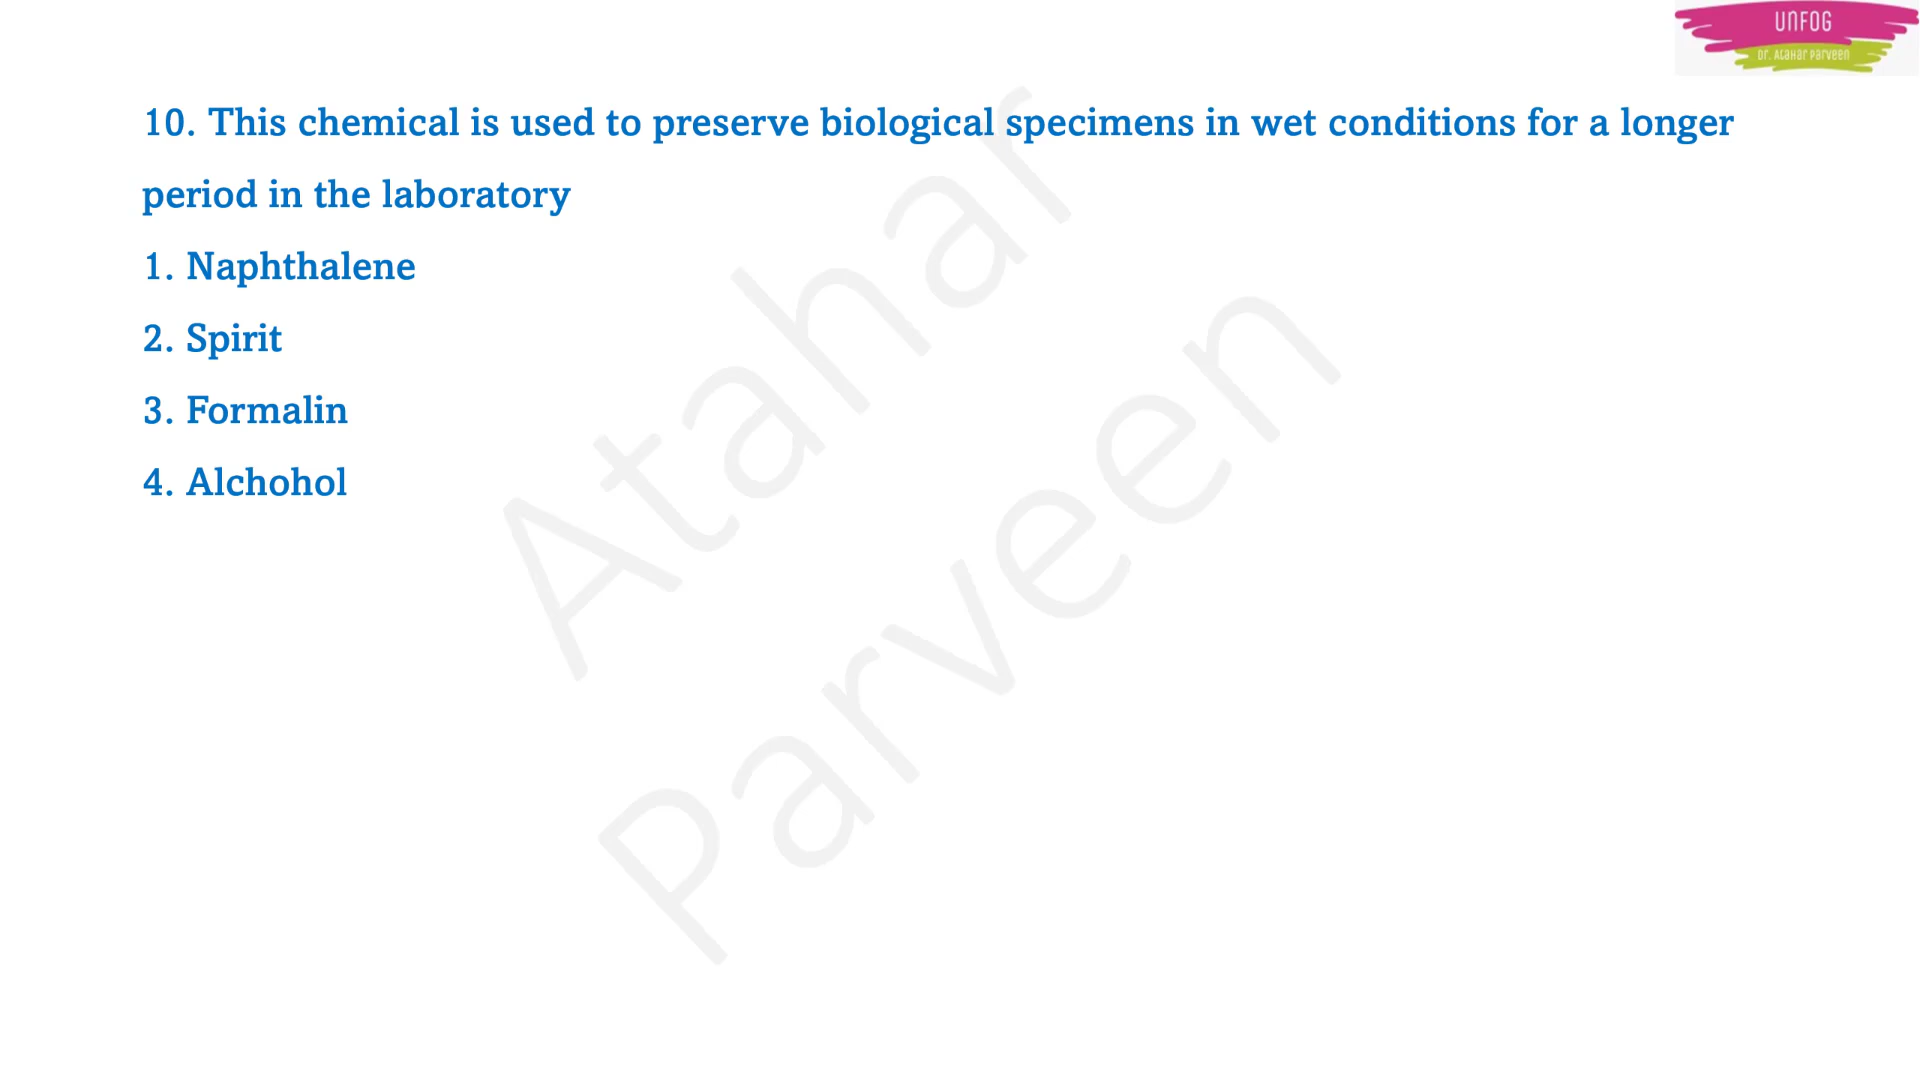 UNFOG
Dr. Atahar Parveen
10. This chemical is used to preserve biological specimens in wet conditions for a longer
period in the laboratory
1. Naphthalene
2. Spirit
3. Formalin
4. Alchohol
Atahar
Parveen